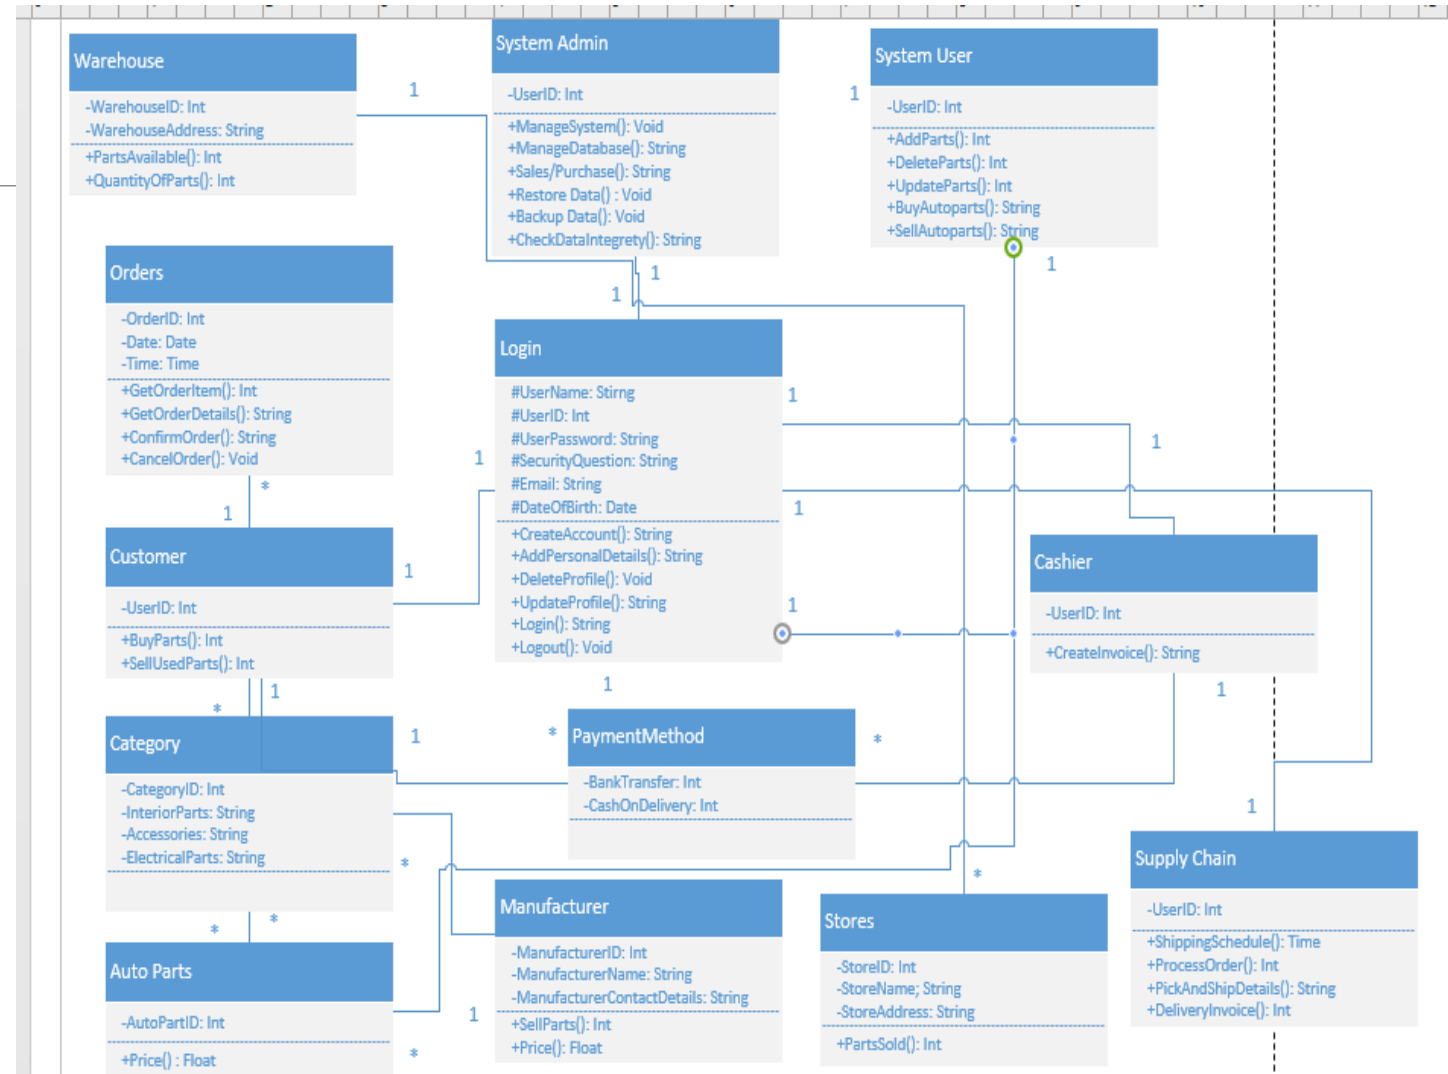 Warehouse
-WarehouseID: Int
-WarehouseAddress: String
+PartsAvailable(): Int
+QuantityOfParts(): Int
1
System Admin
-UserID: Int
+ManageSystem(): Void
+ManageDatabase(): String
+Sales/Purchase(): String
+Restore Data() : Void
+Backup Data(): Void
+CheckDataIntegrety(): String
1
1
System User
1
-UserID: Int
+AddParts(): Int
+DeleteParts(): Int
+UpdateParts(): Int
+BuyAutoparts(): String
+SellAutoparts(): String
1
Orders
-OrderID: Int
-Date: Date
-Time: Time
+GetOrderItem(): Int
+GetOrderDetails(): String
+ConfirmOrder(): String
+CancelOrder(): Void
*
1
Login
#UserName: Stirng
#UserID: Int
#UserPassword: String
#SecurityQuestion: String
#Email: String
#DateOfBirth: Date
+CreateAccount(): String
+AddPersonalDetails(): String
+DeleteProfile(): Void
+UpdateProfile(): String
+Login(): String
+Logout(): Void
1
1
1
1
1
1
Customer
-UserID: Int
+BuyParts(): Int
+SellUsedParts(): Int
1
1
*
Cashier
-UserID: Int
+CreateInvoice(): String
1
Category
-CategoryID: Int
-InteriorParts: String
-Accessories: String
-ElectricalParts: String
1
*
*
*
PaymentMethod
-BankTransfer: Int
-CashOnDelivery: Int
*
*
Manufacturer
-ManufacturerID: Int
-ManufacturerName: String
-ManufacturerContactDetails: String
+SellParts(): Int
+Price(): Float
1
Stores
-StoreID: Int
-StoreName; String
-StoreAddress: String
+PartsSold(): Int
*
Supply Chain
-UserID: Int
+ShippingSchedule(): Time
+ProcessOrder(): Int
+PickAndShipDetails(): String
+DeliveryInvoice(): Int
1
Auto Parts
-AutoPartID: Int
+Price() : Float
*